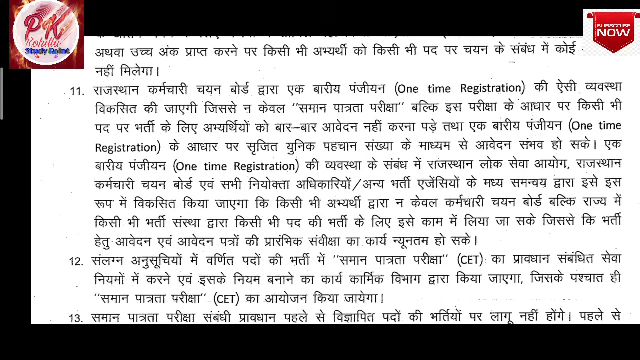 PK
Rohulu
Study Point
SUBSCRIBE
NOW
अथवा उच्च अंक प्राप्त करने पर किसी भी अभ्यर्थी को किसी भी पद पर चयन के संबंध में कोई
नहीं मिलेगा।
11. राजस्थान कर्मचारी चयन बोर्ड द्वारा एक बारीय पंजीयन (One time Registration) की ऐसी व्यवस्था
विकसित की जाएगी जिससे न केवल "समान पात्रता परीक्षा" बल्कि इस परीक्षा के आधार पर किसी भी
पद पर भर्ती के लिए अभ्यर्थियों को बार–बार आवेदन नहीं करना पड़े तथा एक बारीय पंजीयन (One time
Registration) के आधार पर सृजित युनिक पहचान संख्या के माध्यम से आवेदन संभव हो सके। एक
बारीय पंजीयन (One time Registration) की व्यवस्था के संबंध में राजस्थान लोक सेवा आयोग, राजस्थान
कर्मचारी चयन बोर्ड एवं सभी नियोक्ता अधिकारियों/अन्य भर्ती एजेंसियों के मध्य समन्वय द्वारा इसे इस
रूप में विकसित किया जाएगा कि किसी भी अभ्यर्थी द्वारा न केवल कर्मचारी चयन बोर्ड बल्कि राज्य में
किसी भी भर्ती संस्था द्वारा किसी भी पद की भर्ती के लिए इसे काम में लिया जा सके जिससे कि भर्ती
हेतु आवेदन एवं आवेदन पत्रों की प्रारंभिक संवीक्षा का कार्य न्यूनतम हो सके।
12. संलग्न अनुसूचियों में वर्णित पदों की भर्ती में "समान पात्रता परीक्षा" (CET) का प्रावधान संबंधित सेवा
नियमों में करने एवं इसके नियम बनाने का कार्य कार्मिक विभाग द्वारा किया जाएगा, जिसके पश्चात ही
"समान पात्रता परीक्षा" (CET) का आयोजन किया जायेगा।
13. समान पात्रता परीक्षा संबंधी प्रावधान पहले से विज्ञापित पदों की भर्तियों पर लागू नहीं होंगे। पहले से